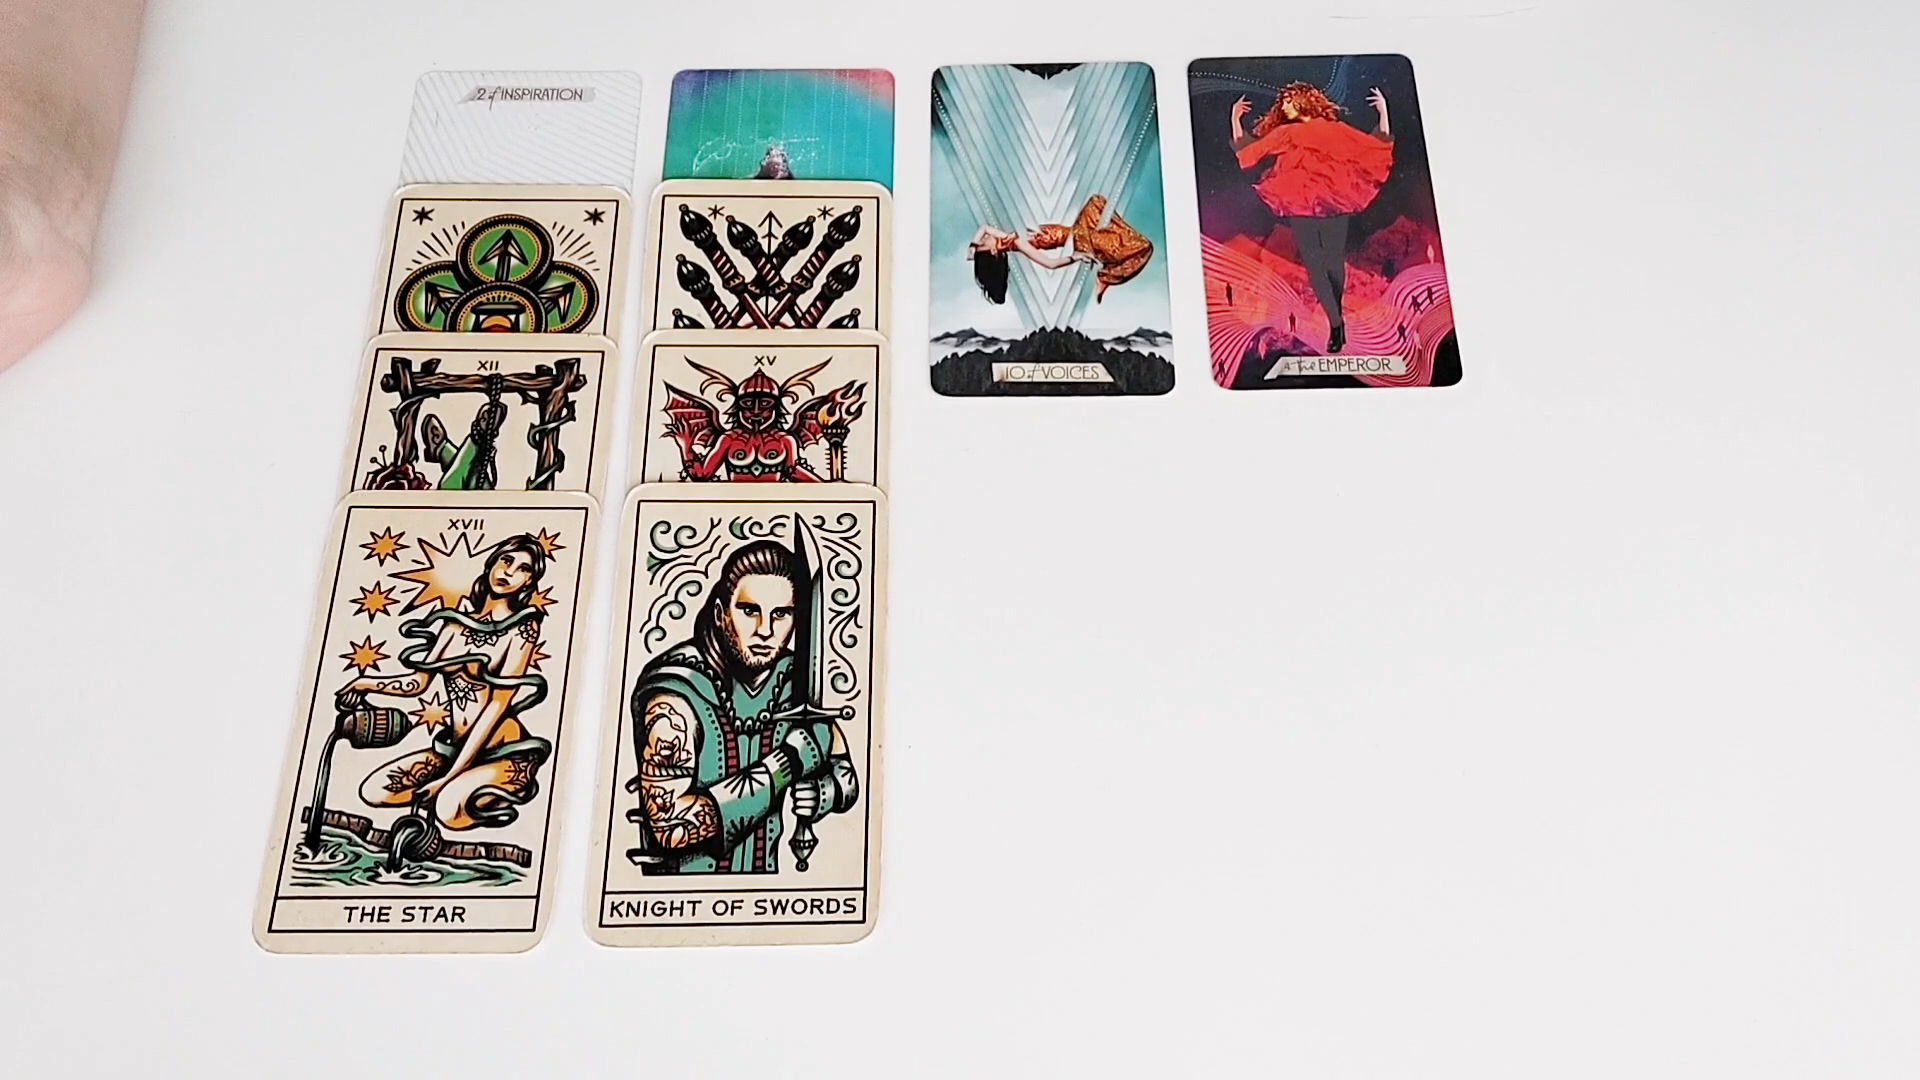 2 of INSPIRATION
10 of VOICES
4 the EMPEROR
XII
XV
XVII
THE STAR
KNIGHT OF SWORDS